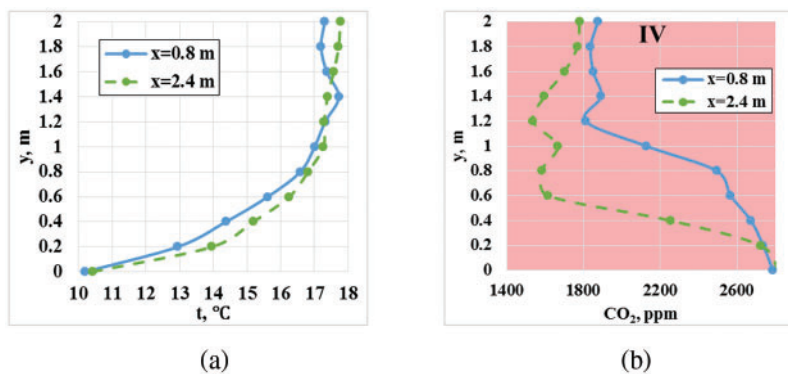 y, m
2
1.8
1.6
1.4
1.2
1
0.8
0.6
0.4
0.2
0
x=0.8 m
x=2.4 m
10 11 12 13 14 15 16 17 18
t, ℃
(a)
y, m
2
1.8
1.6
1.4
1.2
1
0.8
0.6
0.4
0.2
0
IV
x=0.8 m
x=2.4 m
1400 1800 2200 2600
CO₂, ppm
(b)